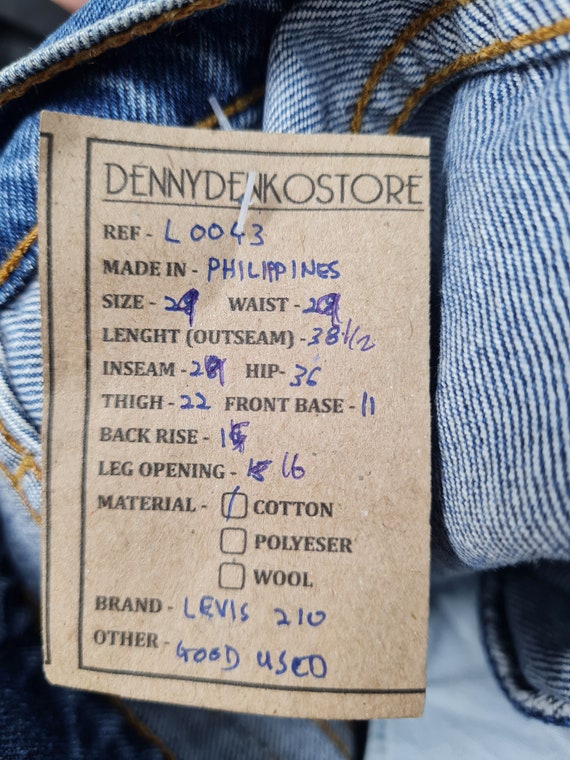 DENNYDENKOSTORE
REF - L 0043
MADE IN - PHILIPPINES
SIZE - 29 WAIST - 29
LENGHT (OUTSEAM) - 38 1/2
INSEAM - 28 HIP- 36
THIGH - 22 FRONT BASE - 11
BACK RISE -
LEG OPENING - 16
MATERIAL - COTTON
POLYESER
WOOL
BRAND - LEVIS 210
OTHER - GOOD USED